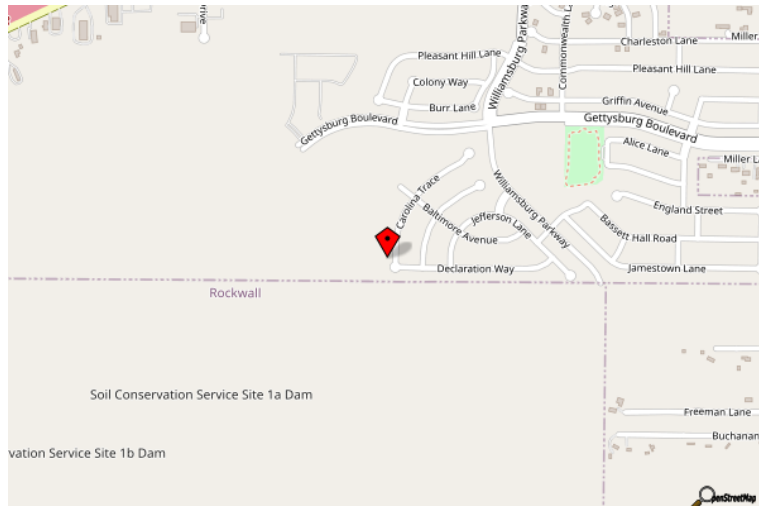 rive
Charleston Lane
Miller
Pleasant Hill Lane
Williamsburg Parkway
Commonwealth La
Pleasant Hill Lane
Colony Way
Burr Lane
Griffin Avenue
Gettysburg Boulevard
Gettysburg Boulevard
Alice Lane
Miller L
Carolina Trace
Williamsburg Parkway
England Street
Baltimore Avenue
Jefferson Lane
Bassett Hall Road
Declaration Way
Jamestown Lane
Rockwall
Soil Conservation Service Site 1a Dam
Freeman Lane
Buchanan
vation Service Site 1b Dam
OpenStreetMap